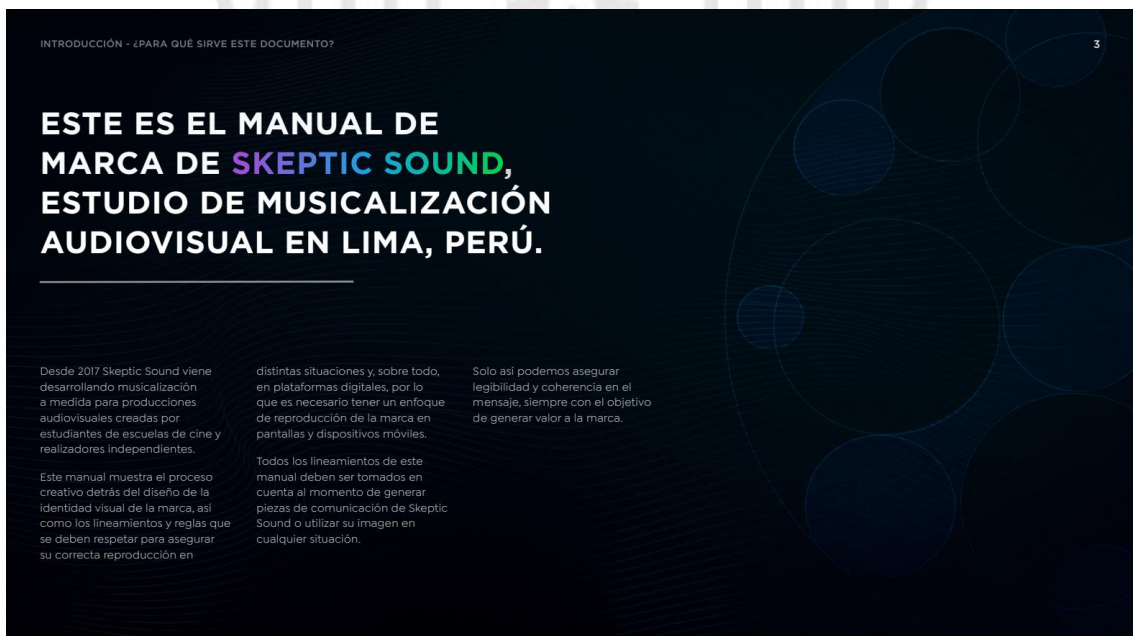 INTRODUCCIÓN - ¿PARA QUÉ SIRVE ESTE DOCUMENTO?
3
ESTE ES EL MANUAL DE
MARCA DE SKEPTIC SOUND,
ESTUDIO DE MUSICALIZACIÓN
AUDIOVISUAL EN LIMA, PERÚ.
Desde 2017 Skeptic Sound viene
desarrollando musicalización
a medida para producciones
audiovisuales creadas por
estudiantes de escuelas de cine y
realizadores independientes.
Este manual muestra el proceso
creativo detrás del diseño de la
identidad visual de la marca, así
como los lineamientos y reglas que
se deben respetar para asegurar
su correcta reproducción en
distintas situaciones y, sobre todo,
en plataformas digitales, por lo
que es necesario tener un enfoque
de reproducción de la marca en
pantallas y dispositivos móviles.
Todos los lineamientos de este
manual deben ser tomados en
cuenta al momento de generar
piezas de comunicación de Skeptic
Sound o utilizar su imagen en
cualquier situación.
Solo así podemos asegurar
legibilidad y coherencia en el
mensaje, siempre con el objetivo
de generar valor a la marca.